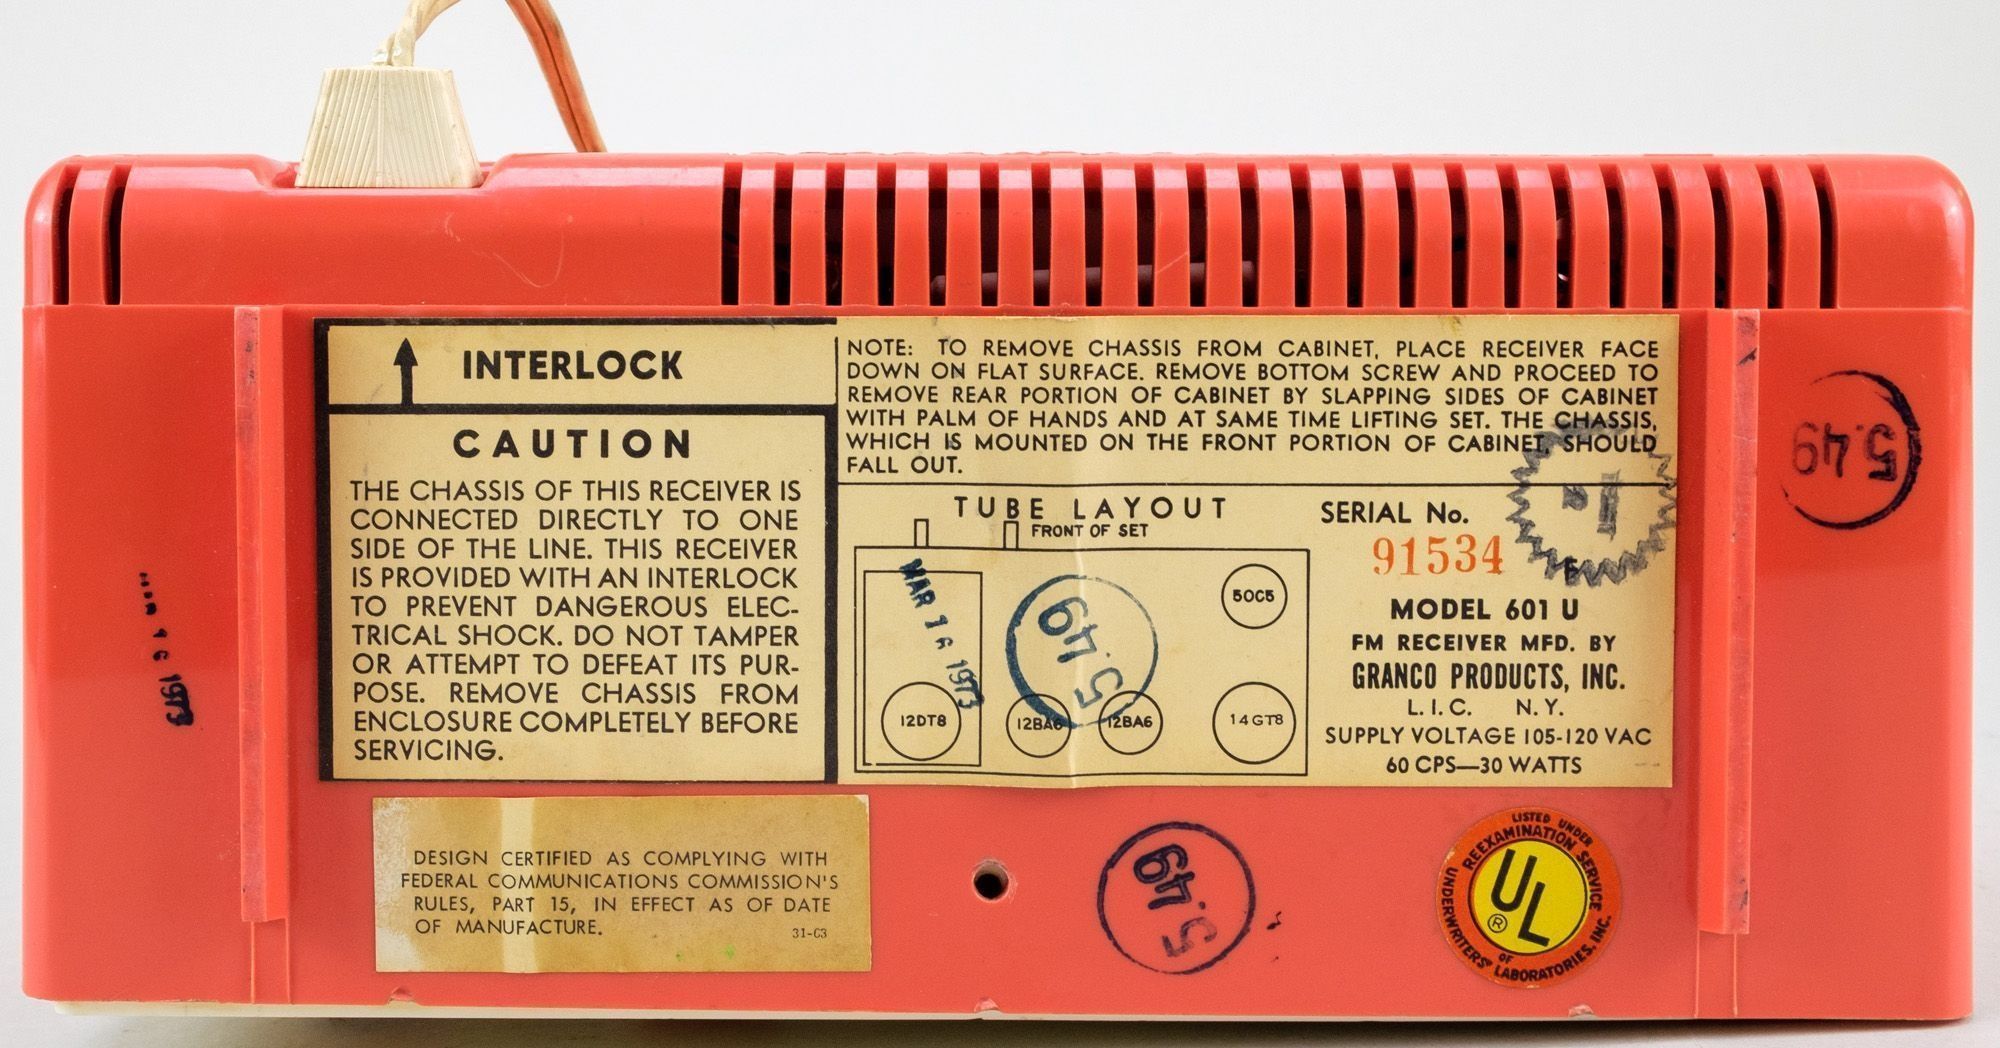 INTERLOCK
CAUTION
THE CHASSIS OF THIS RECEIVER IS
CONNECTED DIRECTLY TO ONE
SIDE OF THE LINE. THIS RECEIVER
IS PROVIDED WITH AN INTERLOCK
TO PREVENT DANGEROUS ELEC-
TRICAL SHOCK. DO NOT TAMPER
OR ATTEMPT TO DEFEAT ITS PUR-
POSE. REMOVE CHASSIS FROM
ENCLOSURE COMPLETELY BEFORE
SERVICING.
NOTE: TO REMOVE CHASSIS FROM CABINET, PLACE RECEIVER FACE
DOWN ON FLAT SURFACE. REMOVE BOTTOM SCREW AND PROCEED TO
REMOVE REAR PORTION OF CABINET BY SLAPPING SIDES OF CABINET
WITH PALM OF HANDS AND AT SAME TIME LIFTING SET. THE CHASSIS,
WHICH IS MOUNTED ON THE FRONT PORTION OF CABINET, SHOULD
FALL OUT.
TUBE LAYOUT
FRONT OF SET
50C5
12DT8
12BA6
12BA6
14GT8
MAR 16 1973
5.49
SERIAL No.
91534
MODEL 601 U
FM RECEIVER MFD. BY
GRANCO PRODUCTS, INC.
L.I.C. N.Y.
SUPPLY VOLTAGE 105-120 VAC
60 CPS—30 WATTS
5.49
16 1973
DESIGN CERTIFIED AS COMPLYING WITH
FEDERAL COMMUNICATIONS COMMISSION'S
RULES, PART 15, IN EFFECT AS OF DATE
OF MANUFACTURE.
31-C3
5.49
LISTED UNDER
REEXAMINATION SERVICE
UL
®
OF
UNDERWRITERS' LABORATORIES, INC.